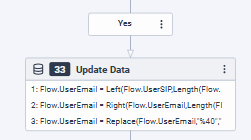 Yes
33 Update Data
1: Flow.UserEmail = Left(Flow.UserSIP,Length(Flow.
2: Flow.UserEmail = Right(Flow.UserEmail,Length(Fl
3: Flow.UserEmail = Replace(Flow.UserEmail,"%40","